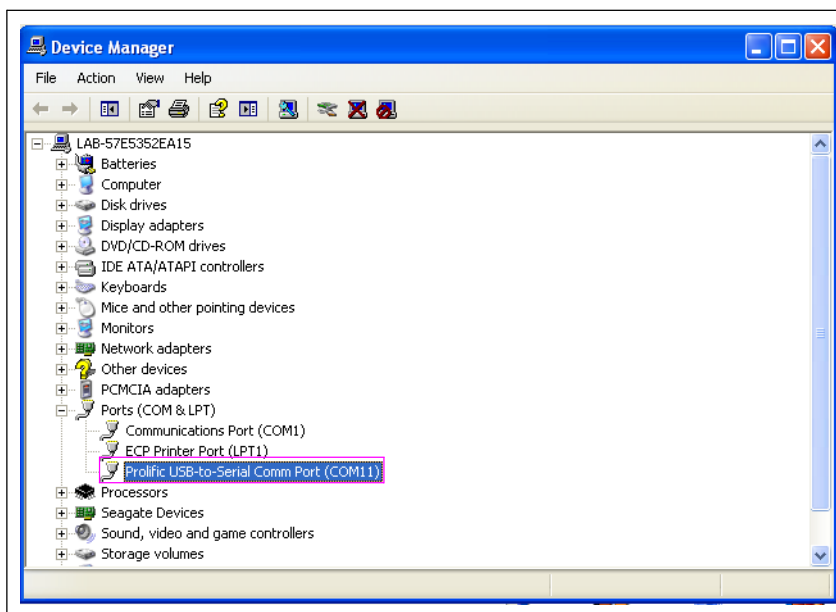 Device Manager
File Action View Help
LAB-57E5352EA15
Batteries
Computer
Disk drives
Display adapters
DVD/CD-ROM drives
IDE ATA/ATAPI controllers
Keyboards
Mice and other pointing devices
Monitors
Network adapters
Other devices
PCMCIA adapters
Ports (COM & LPT)
Communications Port (COM1)
ECP Printer Port (LPT1)
Prolific USB-to-Serial Comm Port (COM11)
Processors
Seagate Devices
Sound, video and game controllers
Storage volumes